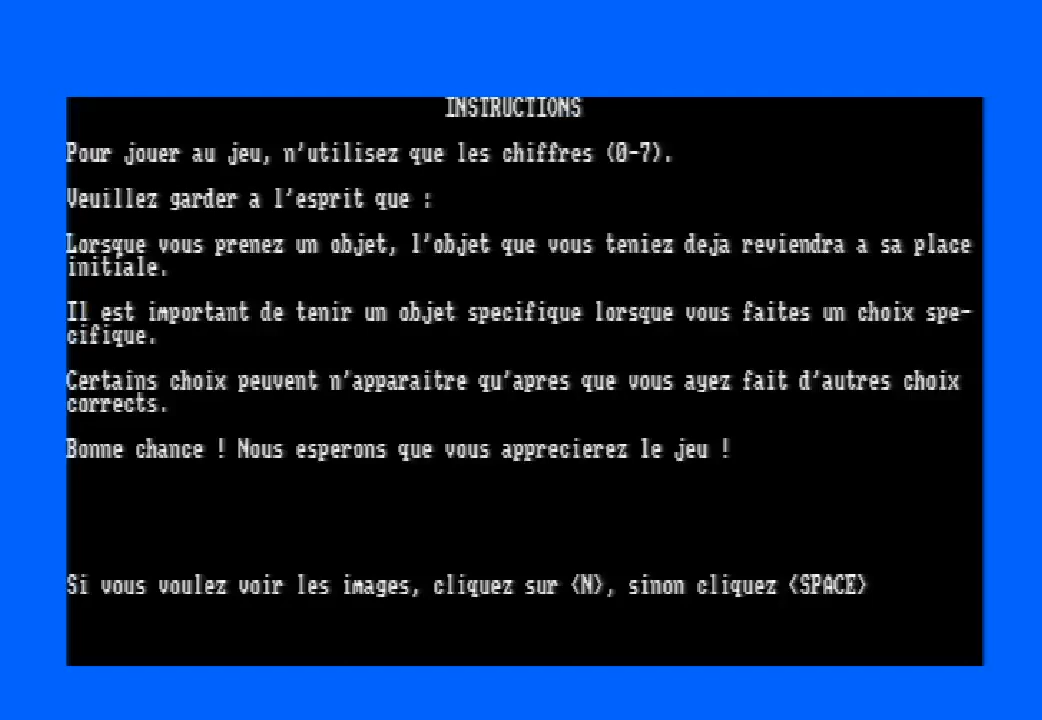 INSTRUCTIONS
Pour jouer au jeu, n'utilisez que les chiffres (0-7).
Veuillez garder a l'esprit que :
Lorsque vous prenez un objet, l'objet que vous teniez deja reviendra a sa place
initiale.
Il est important de tenir un objet specifique lorsque vous faites un choix spe-
cifique.
Certains choix peuvent n'apparaitre qu'apres que vous ayez fait d'autres choix
corrects.
Bonne chance ! Nous esperons que vous apprecierez le jeu !
Si vous voulez voir les images, cliquez sur <N>, sinon cliquez <SPACE>